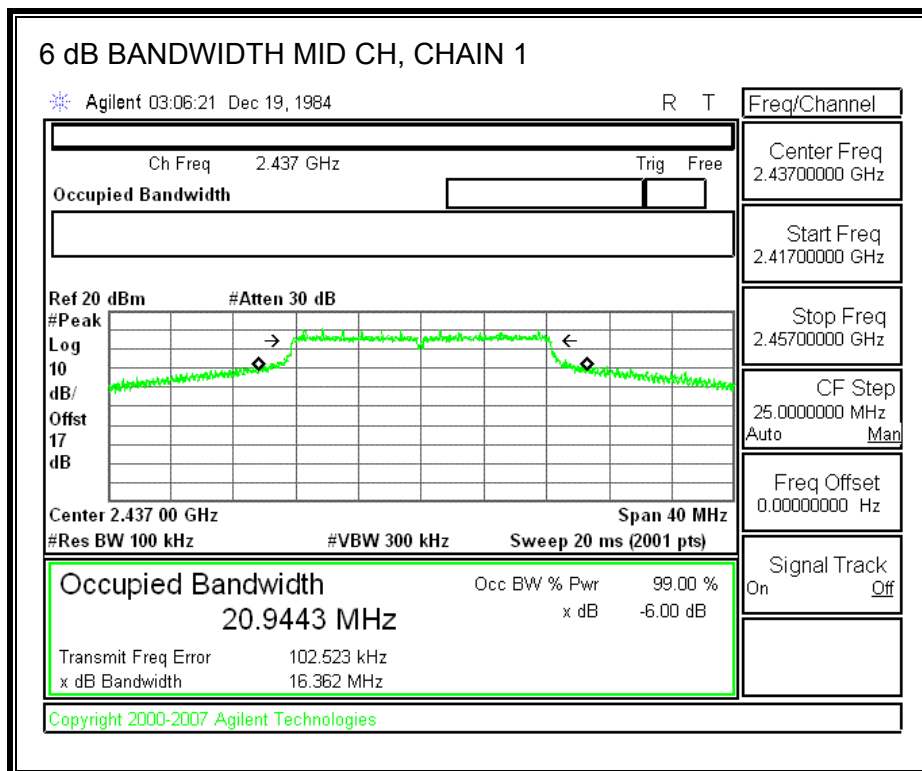 6 dB BANDWIDTH MID CH, CHAIN 1
Agilent 03:06:21 Dec 19, 1984 R T
Freq/Channel
Ch Freq 2.437 GHz Trig Free
Occupied Bandwidth
Center Freq
2.43700000 GHz
Start Freq
2.41700000 GHz
Stop Freq
2.45700000 GHz
CF Step
25.0000000 MHz
Auto Man
Freq Offset
0.00000000 Hz
Signal Track
On Off
Ref 20 dBm #Atten 30 dB
#Peak
Log
10
dB/
Offst
17
dB
Center 2.437 00 GHz Span 40 MHz
#Res BW 100 kHz #VBW 300 kHz Sweep 20 ms (2001 pts)
Occupied Bandwidth Occ BW % Pwr 99.00 %
20.9443 MHz x dB -6.00 dB
Transmit Freq Error 102.523 kHz
x dB Bandwidth 16.362 MHz
Copyright 2000-2007 Agilent Technologies